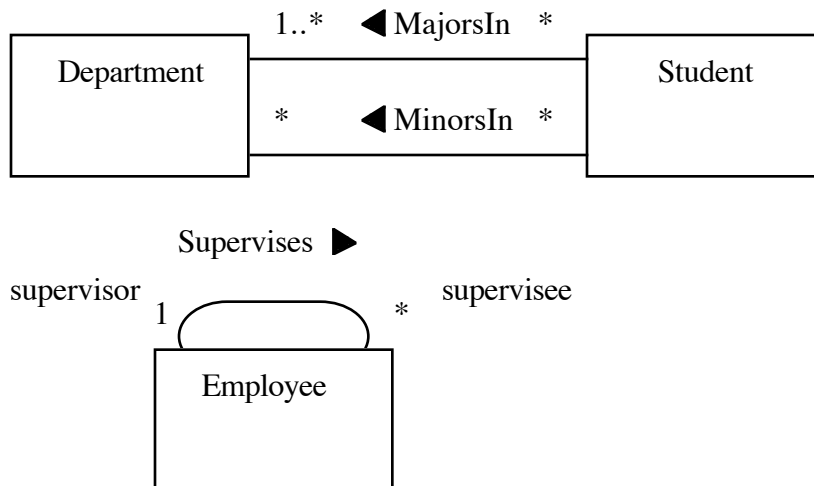 1..* ◀ MajorsIn *
Department
Student
* ◀ MinorsIn *
Supervises ▶
supervisor
1
*
supervisee
Employee